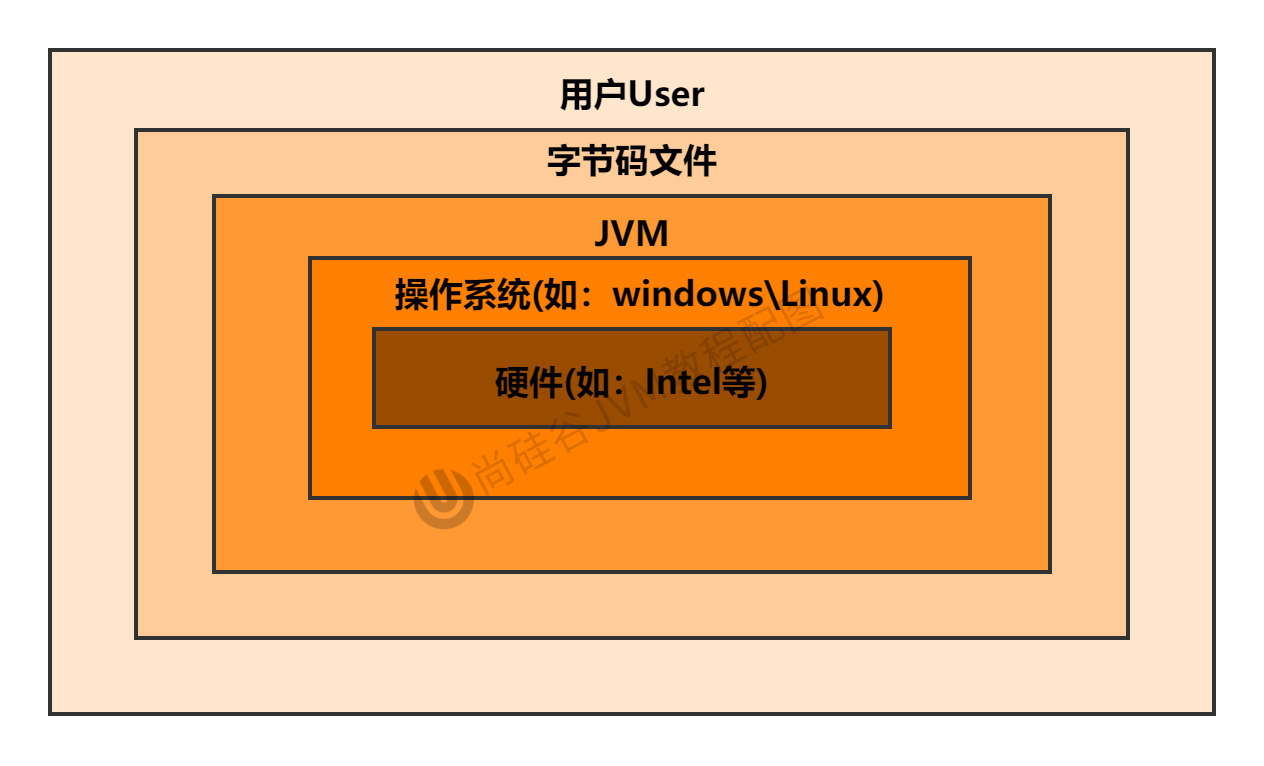 用户User
字节码文件
JVM
操作系统(如：windows\Linux)
硬件(如：Intel等)
尚硅谷JVM教程配图